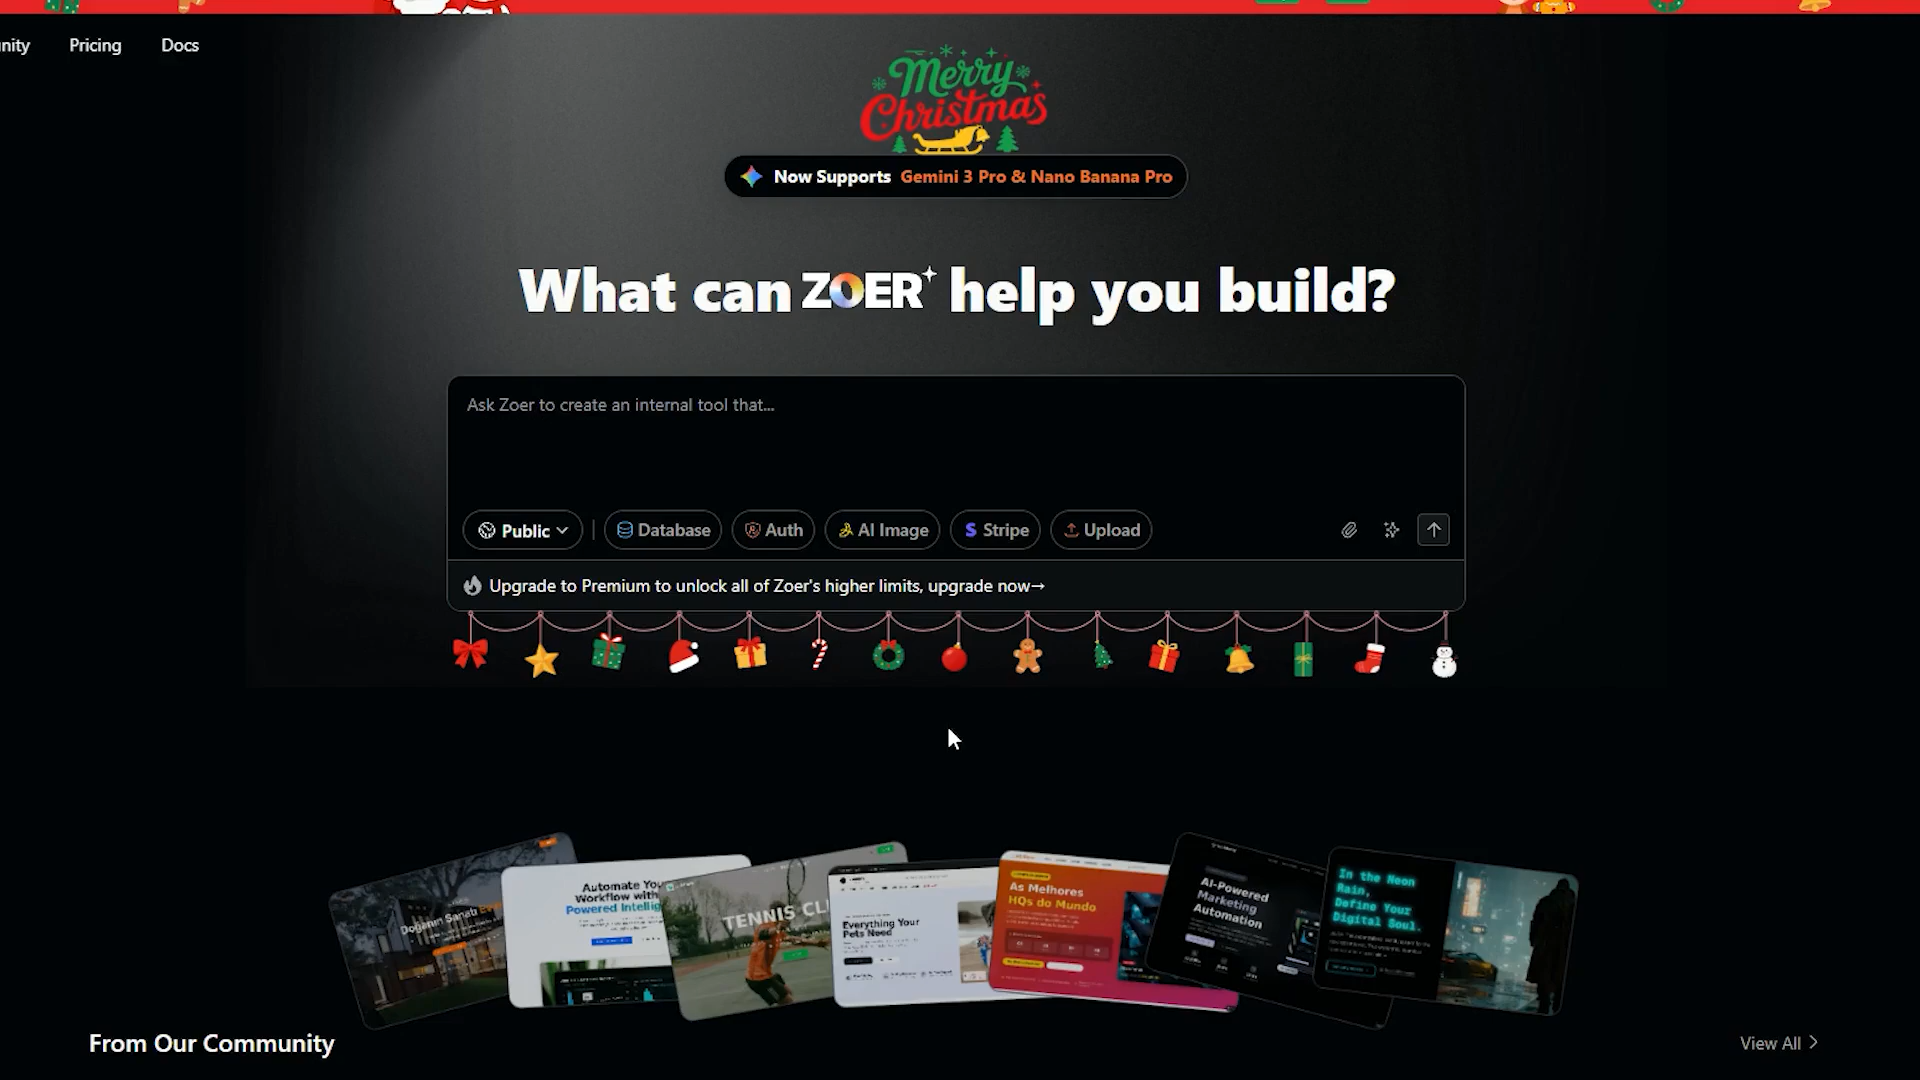 nity
Pricing
Docs
Merry
Christmas
Now Supports Gemini 3 Pro & Nano Banana Pro
What can ZOER help you build?
Ask Zoer to create an internal tool that...
Public
Database
Auth
AI Image
Stripe
Upload
Upgrade to Premium to unlock all of Zoer's higher limits, upgrade now→
Automate You
Workflow with
Powered Intelli
TENNIS CL
Everything Your
Pets Need
As Melhores
HQs do Mundo
AI-Powered
Marketing
Automation
In the Neon
Rain,
Define Your
Digital Soul.
From Our Community
View All